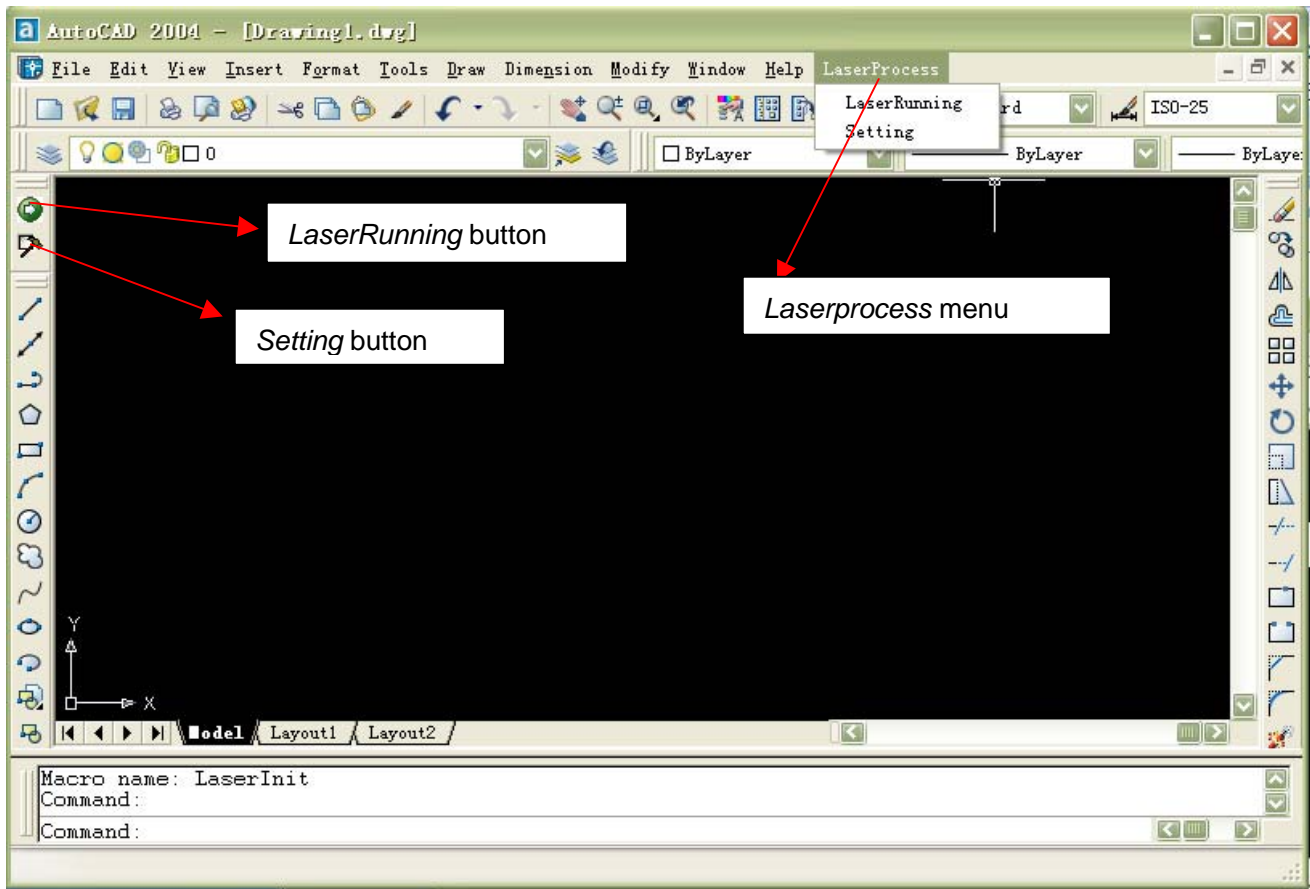 AutoCAD 2004 - [Drawing1.dwg]
File Edit View Insert Format Tools Draw Dimension Modify Window Help LaserProcess
LaserRunning
Setting
rd
ISO-25
0
ByLayer
ByLayer
ByLaye
LaserRunning button
Setting button
Laserprocess menu
Y
X
Model Layout1 Layout2
Macro name: LaserInit
Command:
Command: